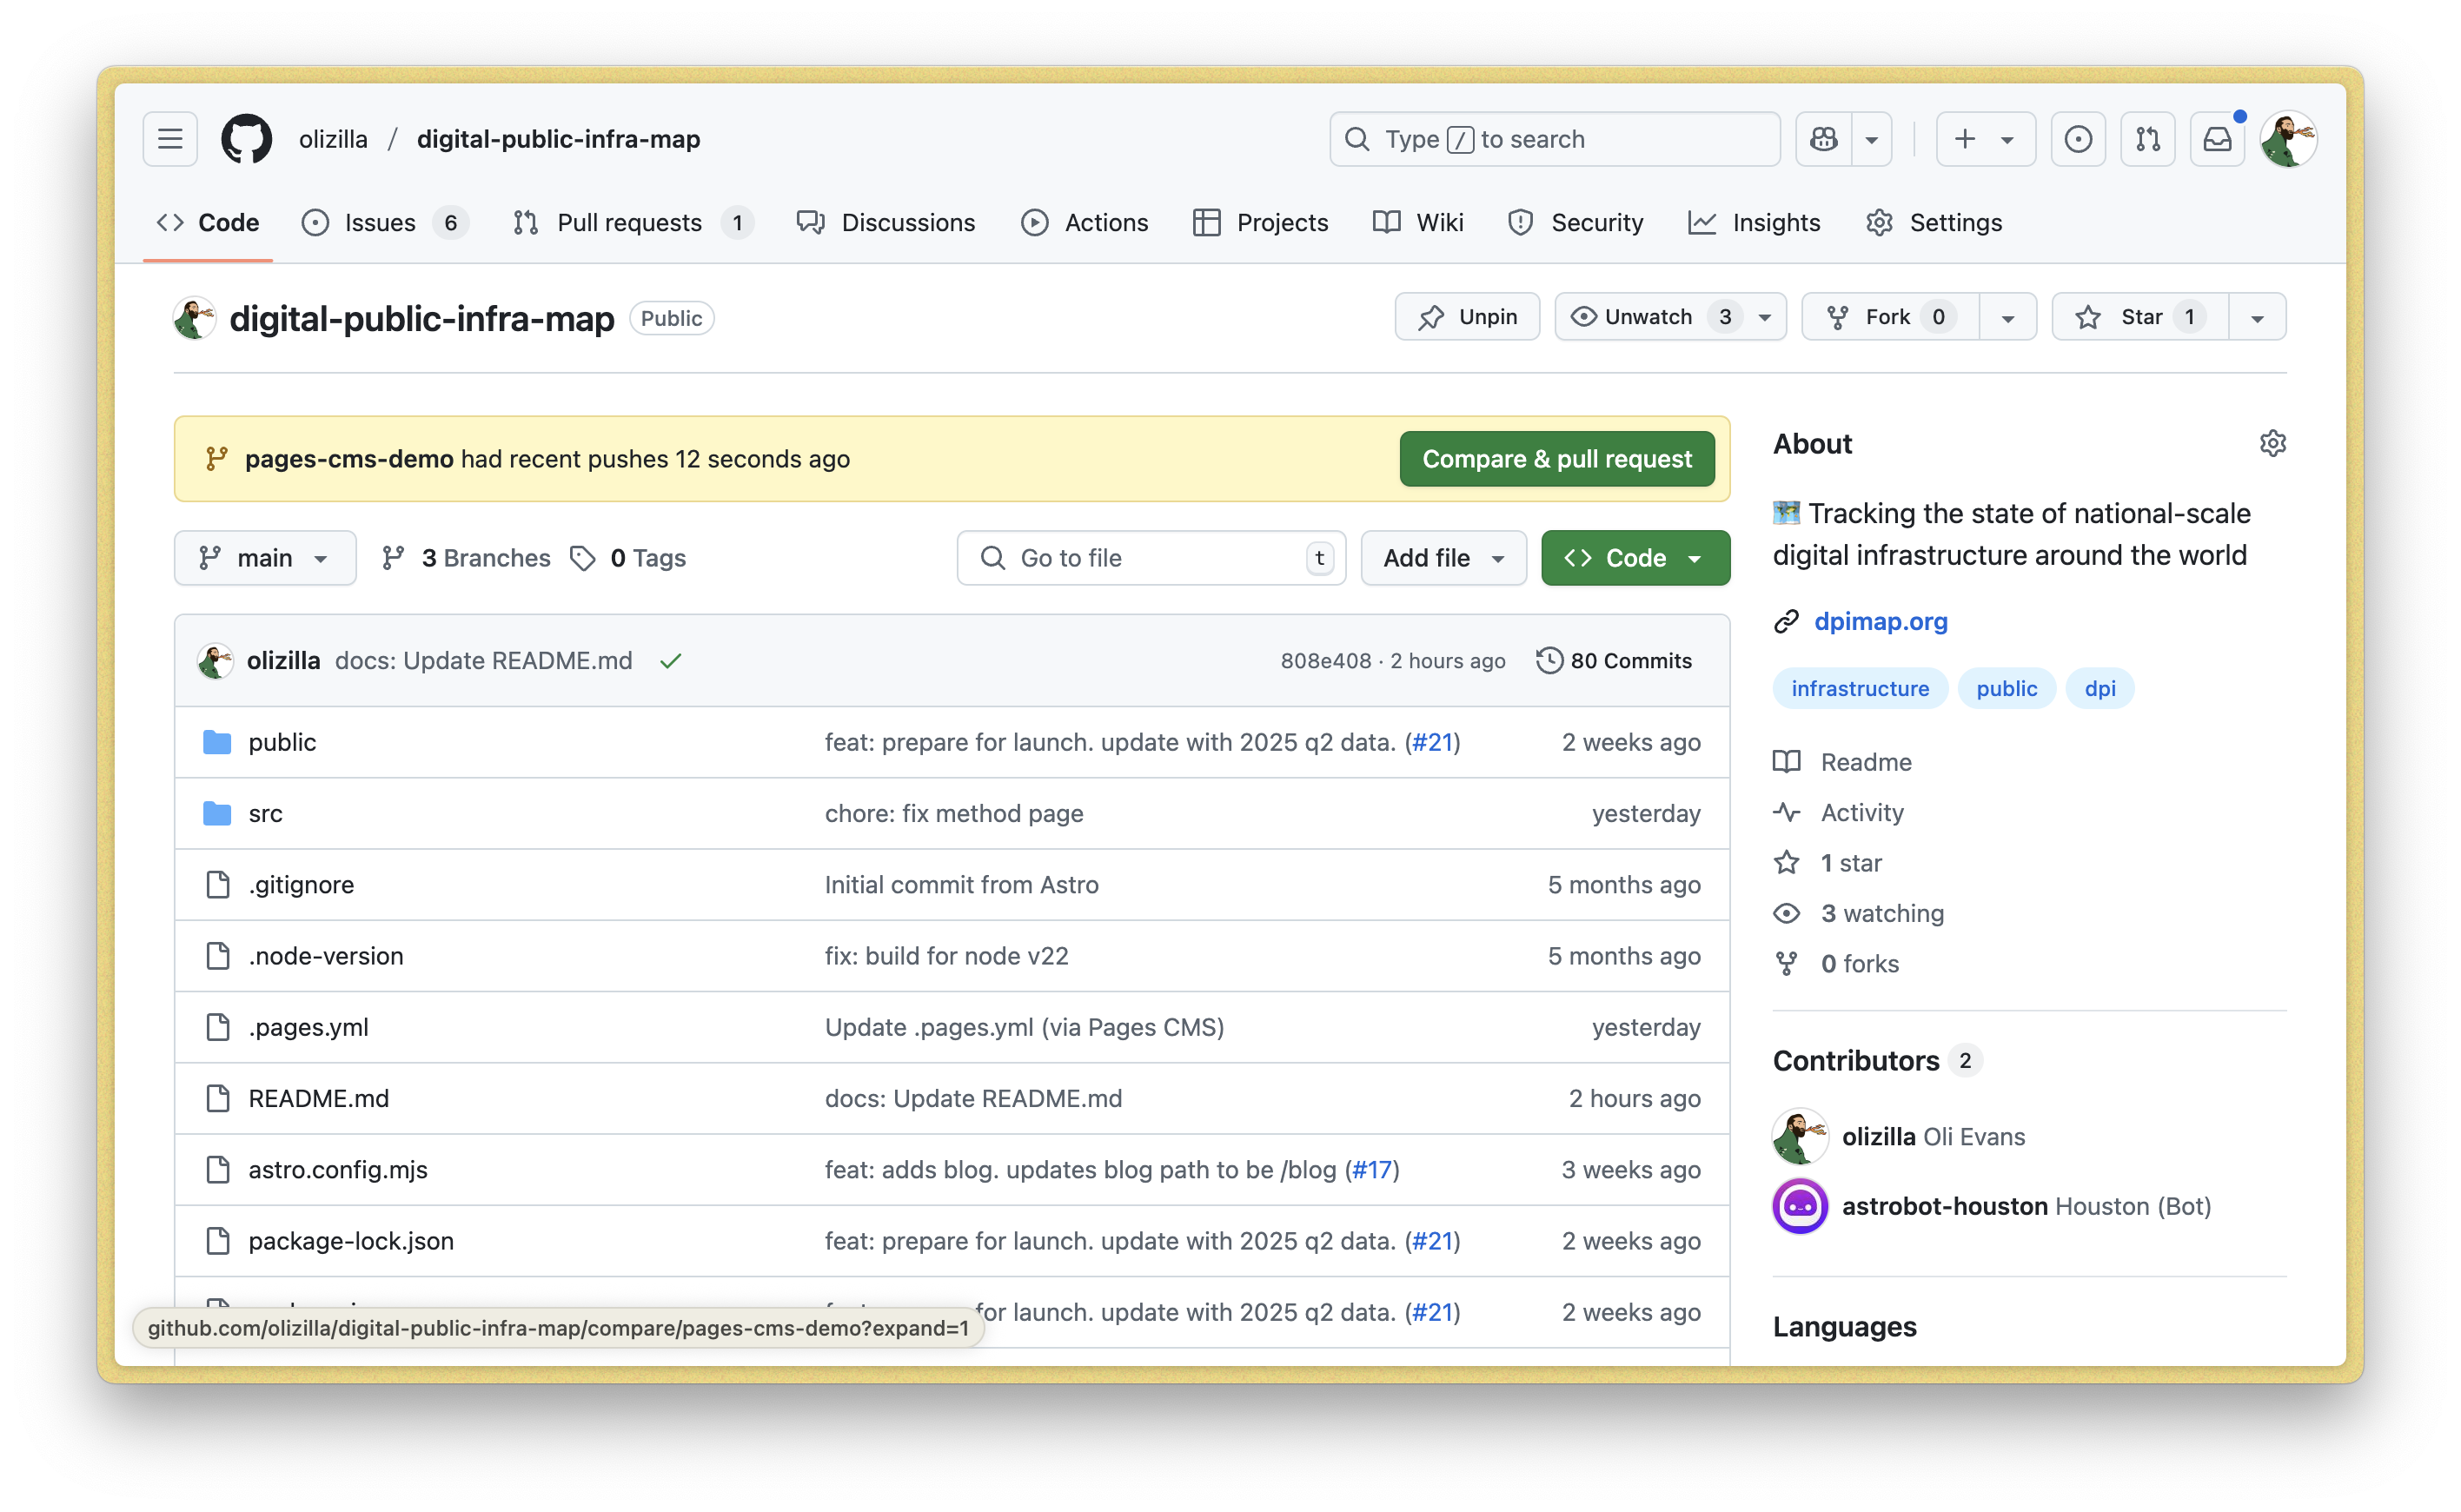 olizilla / digital-public-infra-map
Type / to search
Code
Issues 6
Pull requests 1
Discussions
Actions
Projects
Wiki
Security
Insights
Settings
digital-public-infra-map Public
Unpin
Unwatch 3
Fork 0
Star 1
pages-cms-demo had recent pushes 12 seconds ago
Compare & pull request
main
3 Branches
0 Tags
Go to file t
Add file
Code
olizilla docs: Update README.md
808e408 · 2 hours ago
80 Commits
public feat: prepare for launch. update with 2025 q2 data. (#21) 2 weeks ago
src chore: fix method page yesterday
.gitignore Initial commit from Astro 5 months ago
.node-version fix: build for node v22 5 months ago
.pages.yml Update .pages.yml (via Pages CMS) yesterday
README.md docs: Update README.md 2 hours ago
astro.config.mjs feat: adds blog. updates blog path to be /blog (#17) 3 weeks ago
package-lock.json feat: prepare for launch. update with 2025 q2 data. (#21) 2 weeks ago
for launch. update with 2025 q2 data. (#21) 2 weeks ago
github.com/olizilla/digital-public-infra-map/compare/pages-cms-demo?expand=1
About
Tracking the state of national-scale
digital infrastructure around the world
dpimap.org
infrastructure public dpi
Readme
Activity
1 star
3 watching
0 forks
Contributors 2
olizilla Oli Evans
astrobot-houston Houston (Bot)
Languages